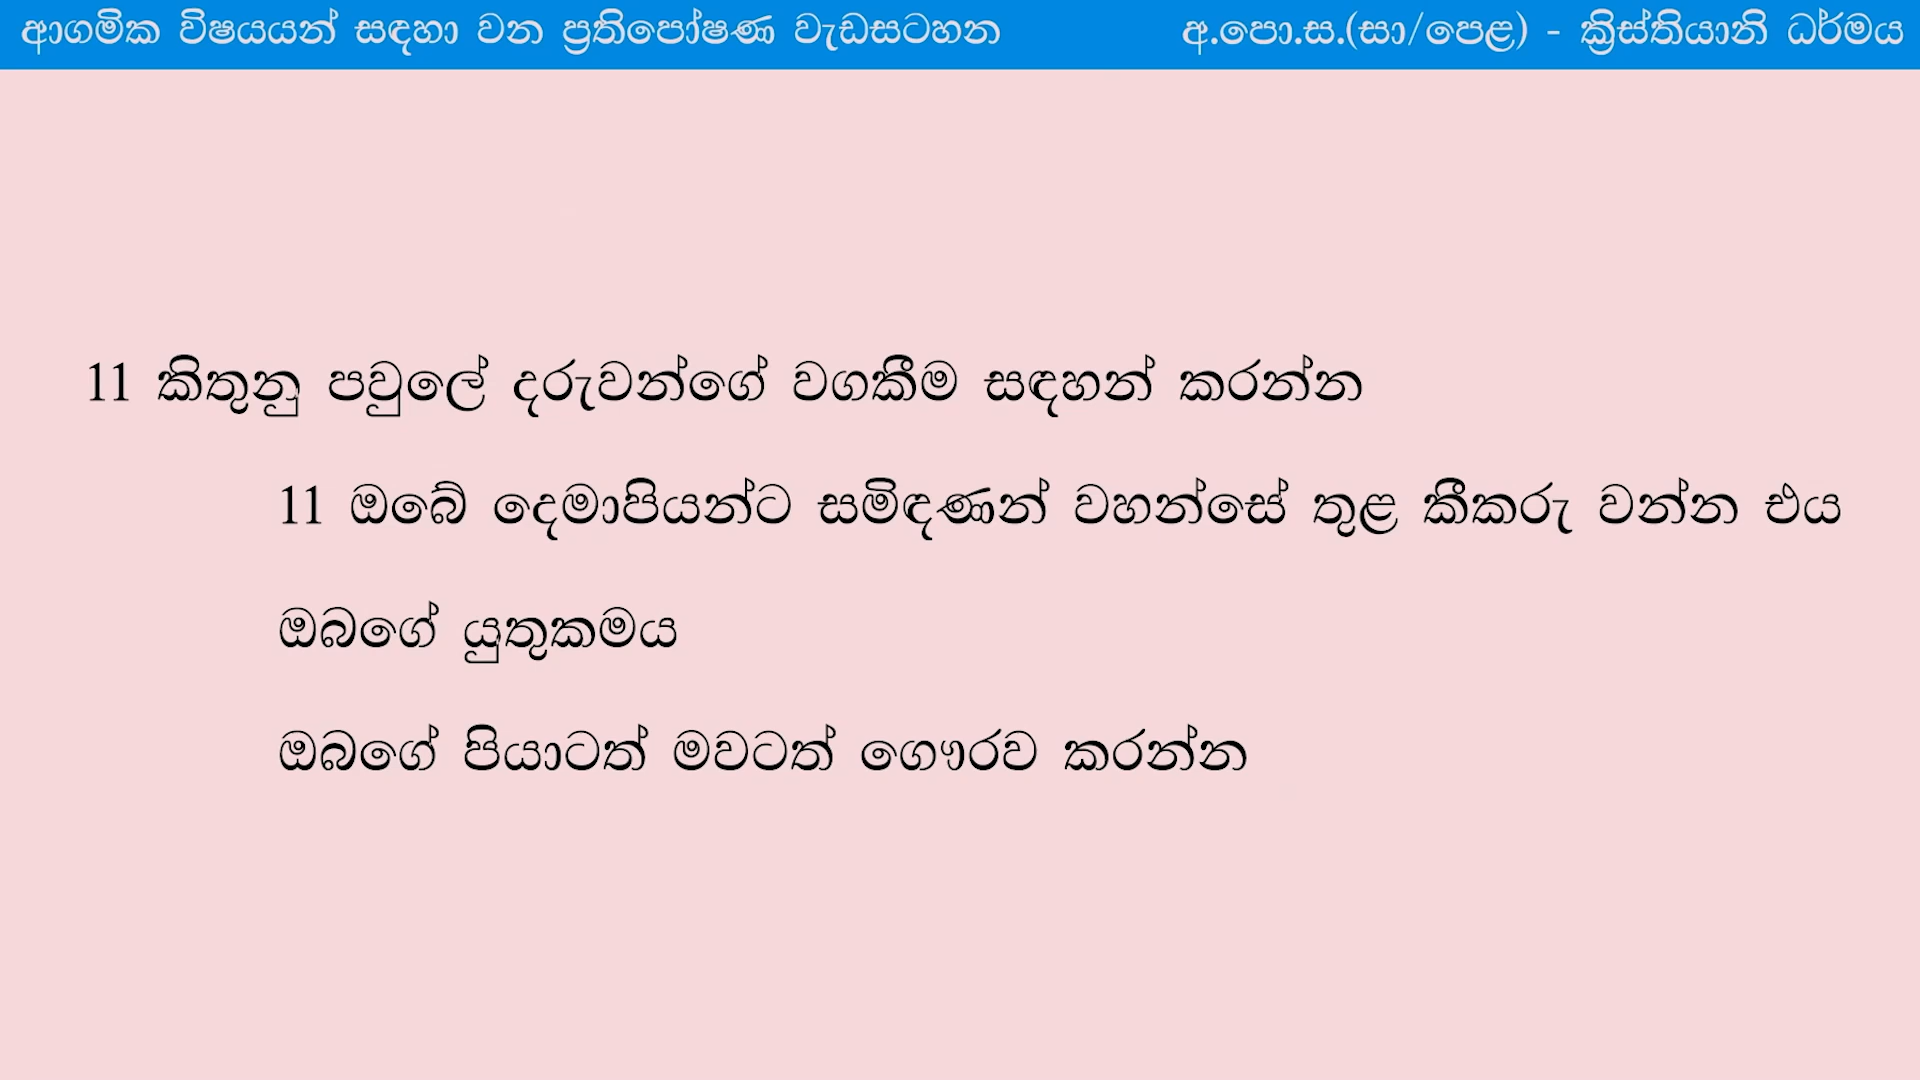 ආගමික විෂයයන් සඳහා වන ප්‍රතිපෝෂණ වැඩසටහන අ.පො.ස.(සා/පෙළ) - ක්‍රිස්තියානි ධර්මය
11 කිතුනු පවුලේ දරුවන්ගේ වගකීම සඳහන් කරන්න
11 ඔබේ දෙමාපියන්ට සමිඳණන් වහන්සේ තුළ කීකරු වන්න එය
ඔබගේ යුතුකමය
ඔබගේ පියාටත් මවටත් ගෞරව කරන්න